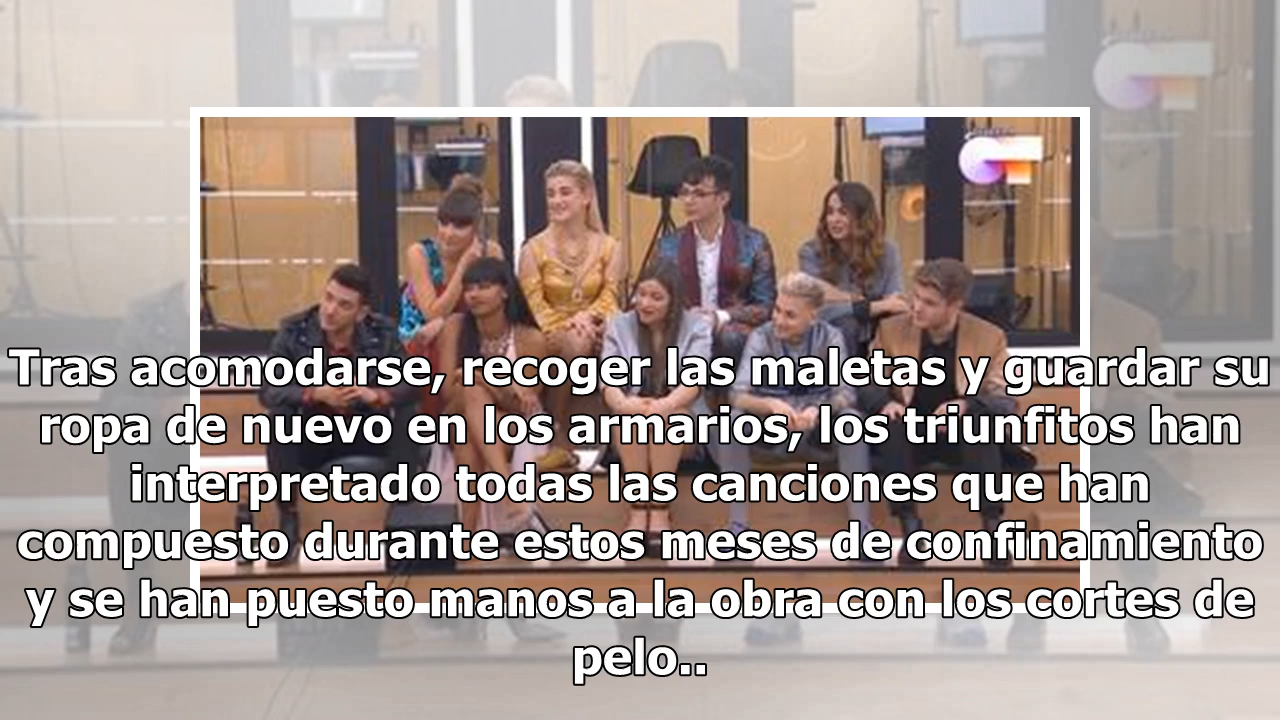 Tras acomodarse, recoger las maletas y guardar su
ropa de nuevo en los armarios, los triunfitos han
interpretado todas las canciones que han
compuesto durante estos meses de confinamiento
y se han puesto manos a la obra con los cortes de
pelo..